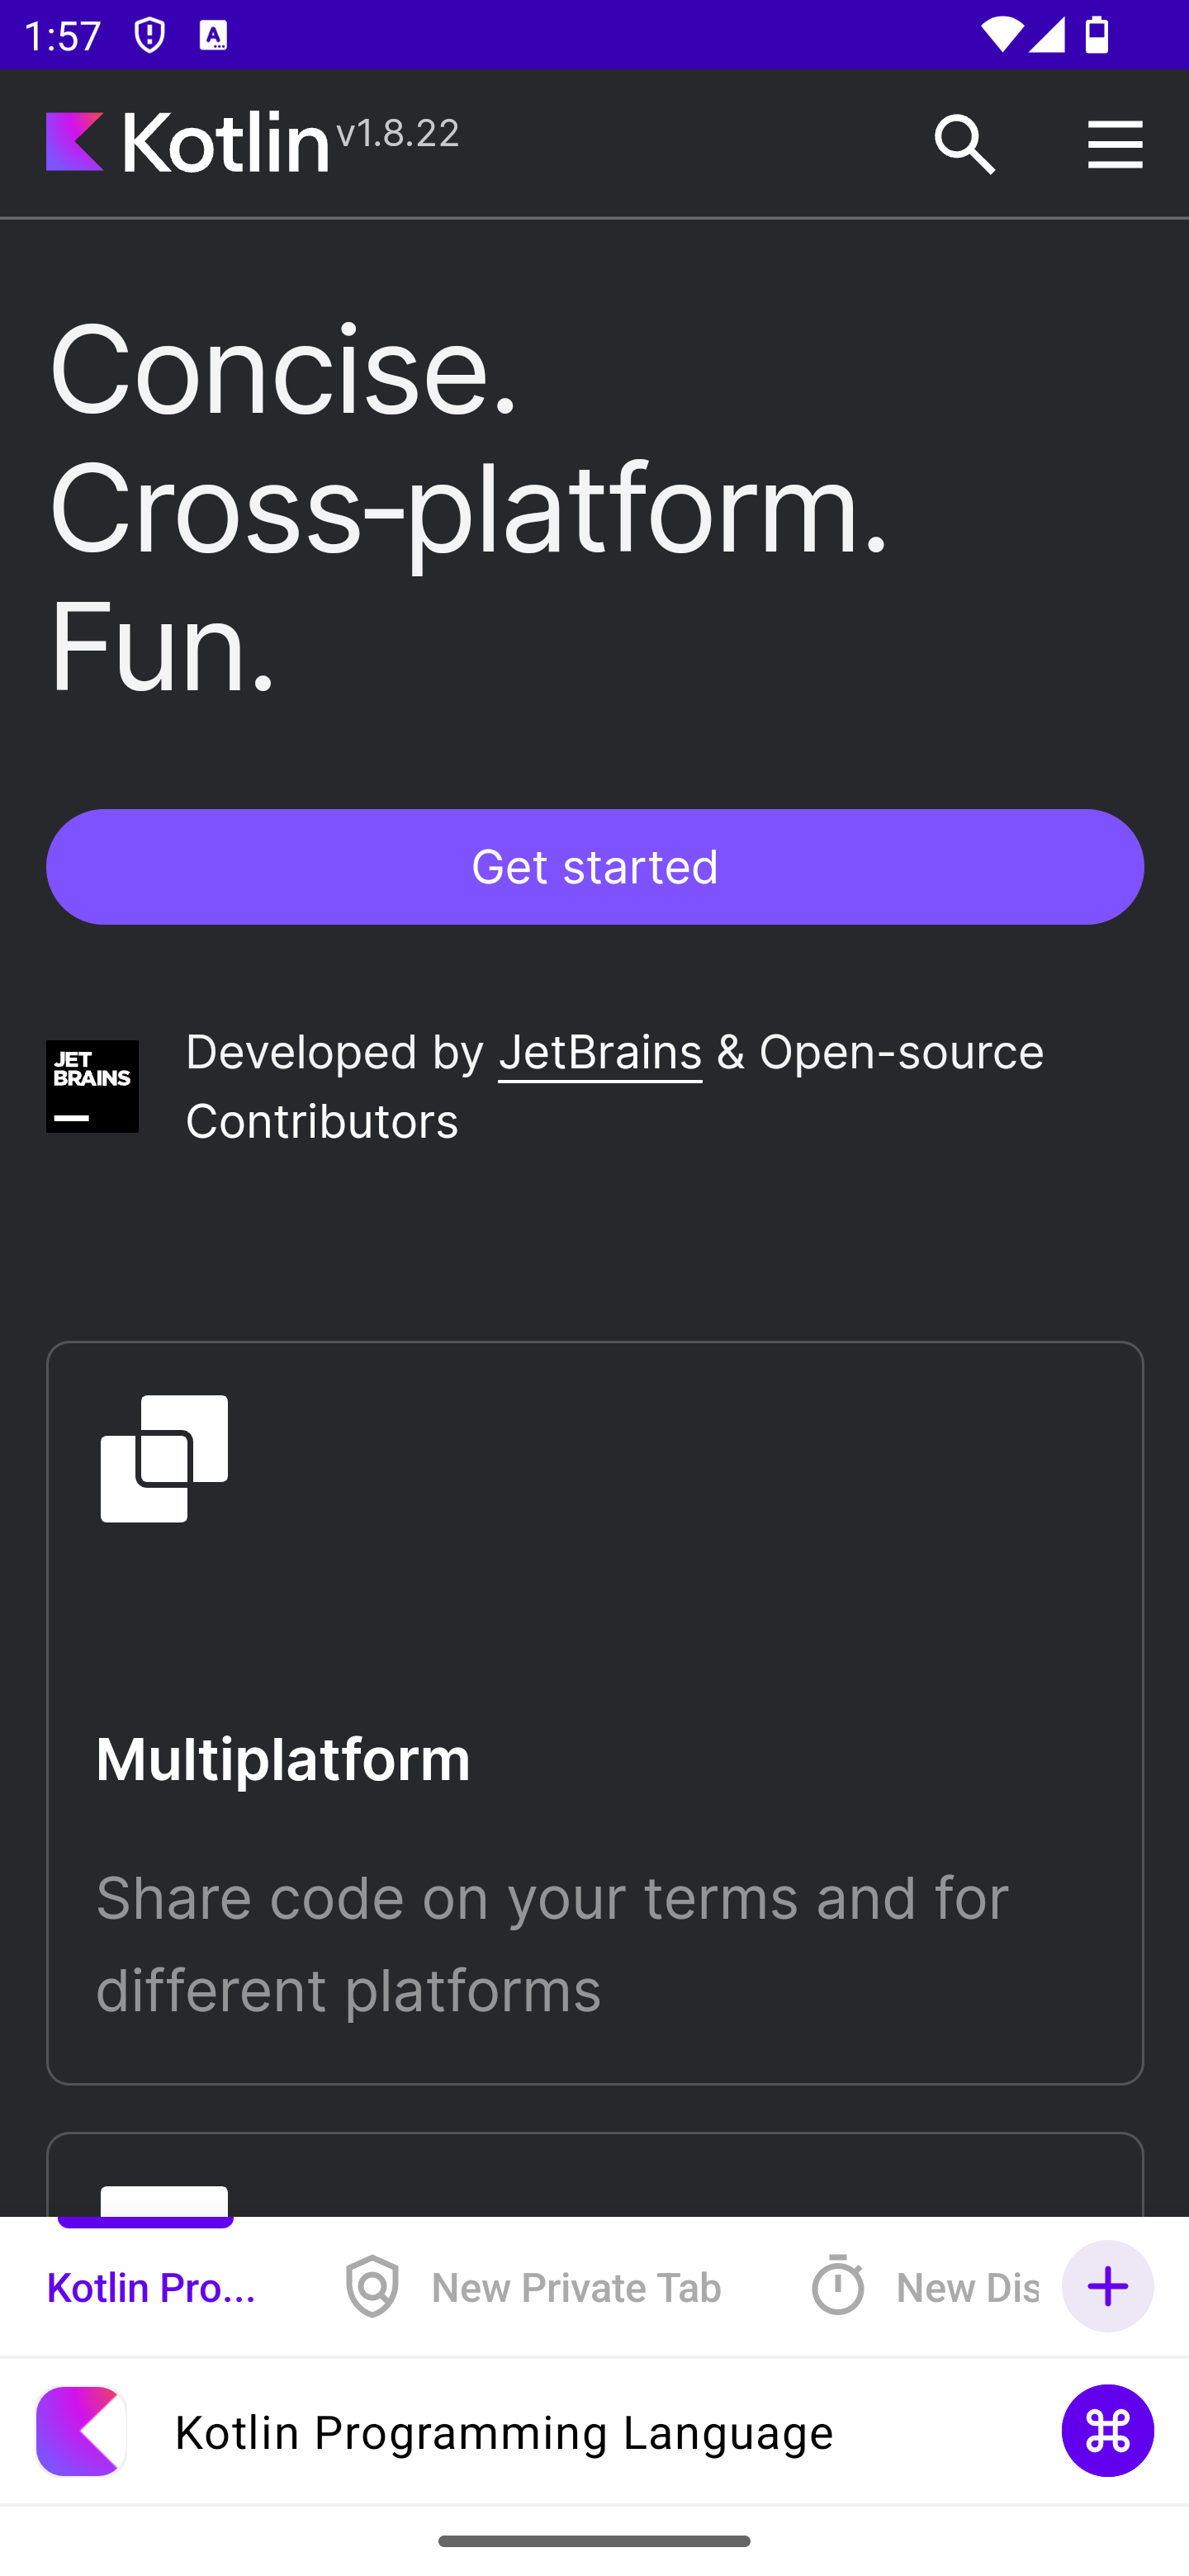 1:57
Kotlin v1.8.22
Concise.
Cross-platform.
Fun.
Get started
JET
BRAINS
Developed by JetBrains & Open-source
Contributors
Multiplatform
Share code on your terms and for
different platforms
Kotlin Pro... New Private Tab New Dis
Kotlin Programming Language